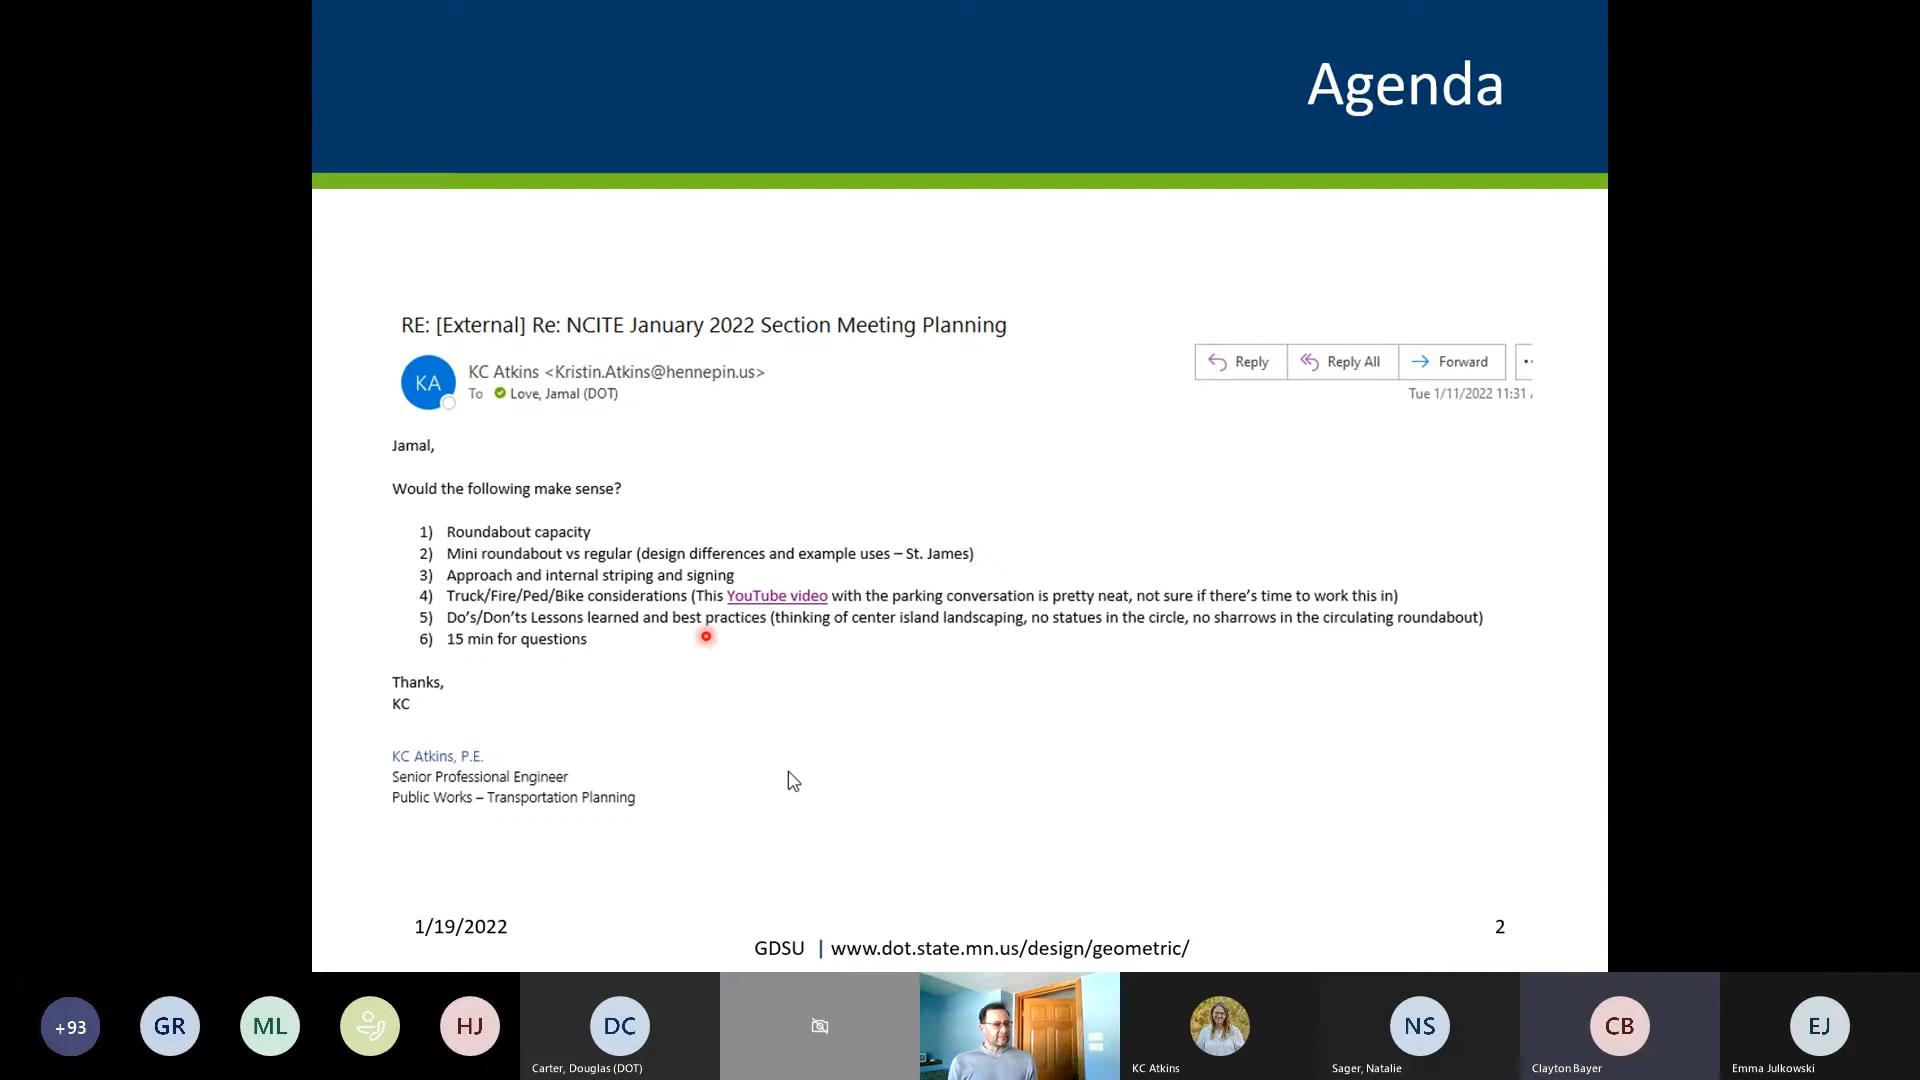 Agenda
RE: [External] Re: NCITE January 2022 Section Meeting Planning
KA
KC Atkins <Kristin.Atkins@hennepin.us>
To Love, Jamal (DOT)
Reply
Reply All
Forward
Tue 1/11/2022 11:31
Jamal,
Would the following make sense?
1) Roundabout capacity
2) Mini roundabout vs regular (design differences and example uses – St. James)
3) Approach and internal striping and signing
4) Truck/Fire/Ped/Bike considerations (This YouTube video with the parking conversation is pretty neat, not sure if there's time to work this in)
5) Do's/Don'ts Lessons learned and best practices (thinking of center island landscaping, no statues in the circle, no sharrows in the circulating roundabout)
6) 15 min for questions
Thanks,
KC
KC Atkins, P.E.
Senior Professional Engineer
Public Works – Transportation Planning
1/19/2022
2
GDSU | www.dot.state.mn.us/design/geometric/
+93
GR
ML
HJ
DC
NS
CB
EJ
Carter, Douglas (DOT)
KC Atkins
Sager, Natalie
Clayton Bayer
Emma Julkowski